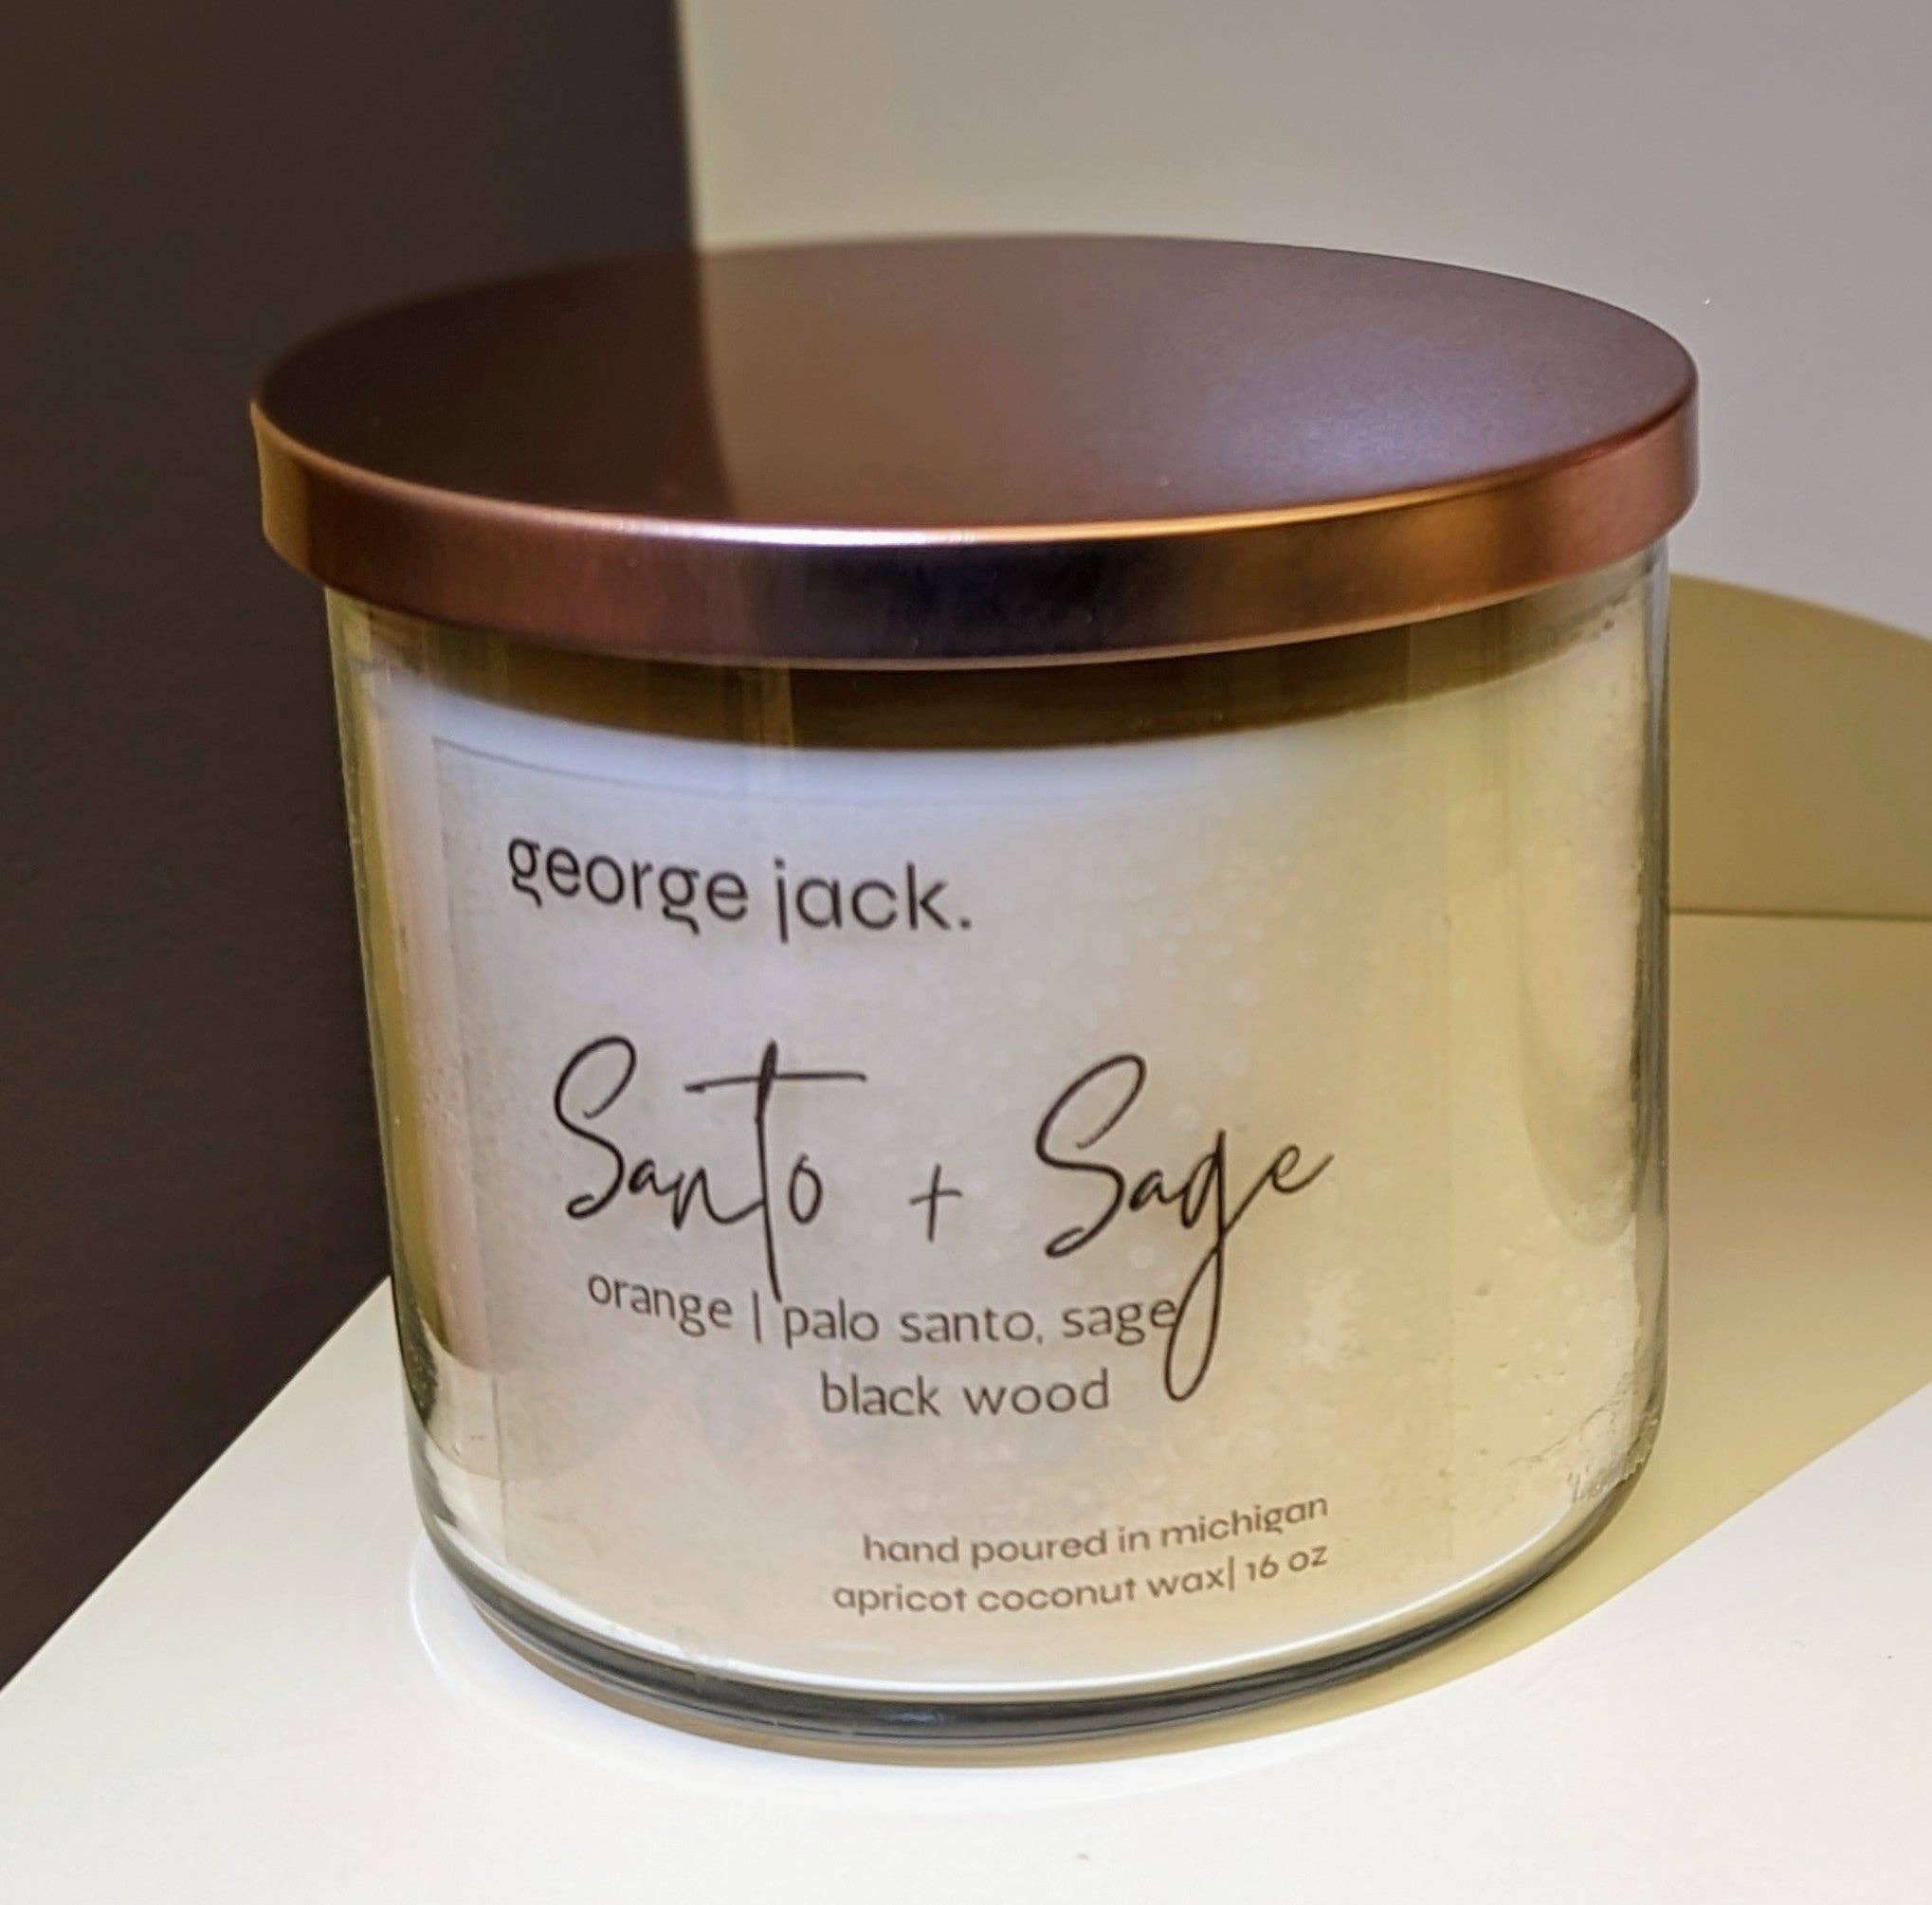 george jack.
Santo + Sage
orange | palo santo, sage
black wood
hand poured in michigan
apricot coconut wax| 16 oz